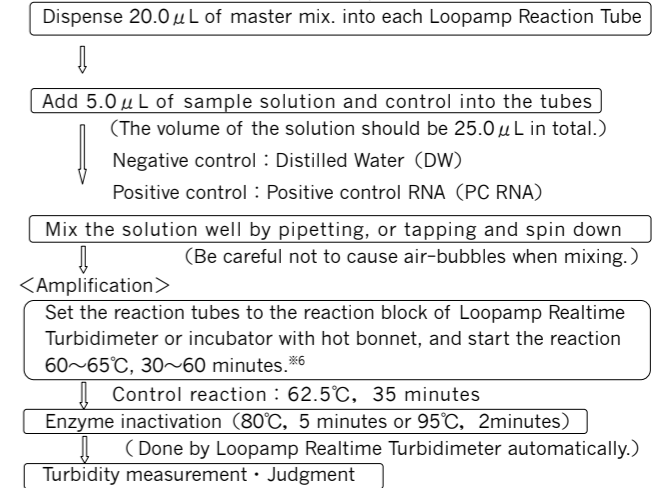 Dispense 20.0μL of master mix. into each Loopamp Reaction Tube
Add 5.0μL of sample solution and control into the tubes
(The volume of the solution should be 25.0μL in total.)
Negative control：Distilled Water（DW）
Positive control：Positive control RNA（PC RNA）
Mix the solution well by pipetting, or tapping and spin down
(Be careful not to cause air-bubbles when mixing.)
＜Amplification＞
Set the reaction tubes to the reaction block of Loopamp Realtime
Turbidimeter or incubator with hot bonnet, and start the reaction
60～65℃, 30～60 minutes.※6
Control reaction：62.5℃, 35 minutes
Enzyme inactivation（80℃, 5 minutes or 95℃, 2minutes）
( Done by Loopamp Realtime Turbidimeter automatically.)
Turbidity measurement・Judgment